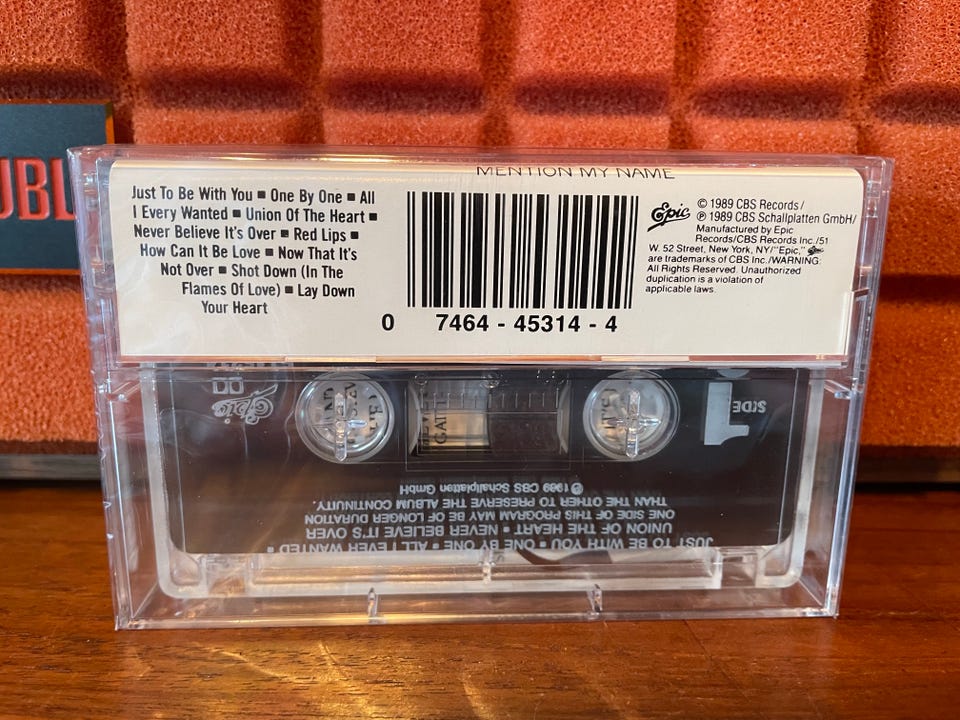 UBL
MENTION MY NAME
Just To Be With You ■ One By One ■ All
I Every Wanted ■ Union Of The Heart ■
Never Believe It's Over ■ Red Lips ■
How Can It Be Love ■ Now That It's
Not Over ■ Shot Down (In The
Flames Of Love) ■ Lay Down
Your Heart
0 7464 - 45314 - 4
Epic
© 1989 CBS Records /
℗ 1989 CBS Schallplatten GmbH/
Manufactured by Epic
Records/CBS Records Inc./51
W. 52 Street, New York, NY/"Epic,"
are trademarks of CBS Inc./WARNING:
All Rights Reserved. Unauthorized
duplication is a violation of
applicable laws.
Epic
SIDE
1
JUST TO BE WITH YOU • ONE BY ONE • ALL I EVER WANTED •
UNION OF THE HEART • NEVER BELIEVE IT'S OVER
ONE SIDE OF THIS PROGRAM MAY BE OF LONGER DURATION
THAN THE OTHER TO PRESERVE THE ALBUM CONTINUITY.
℗ 1989 CBS Schallplatten GmbH